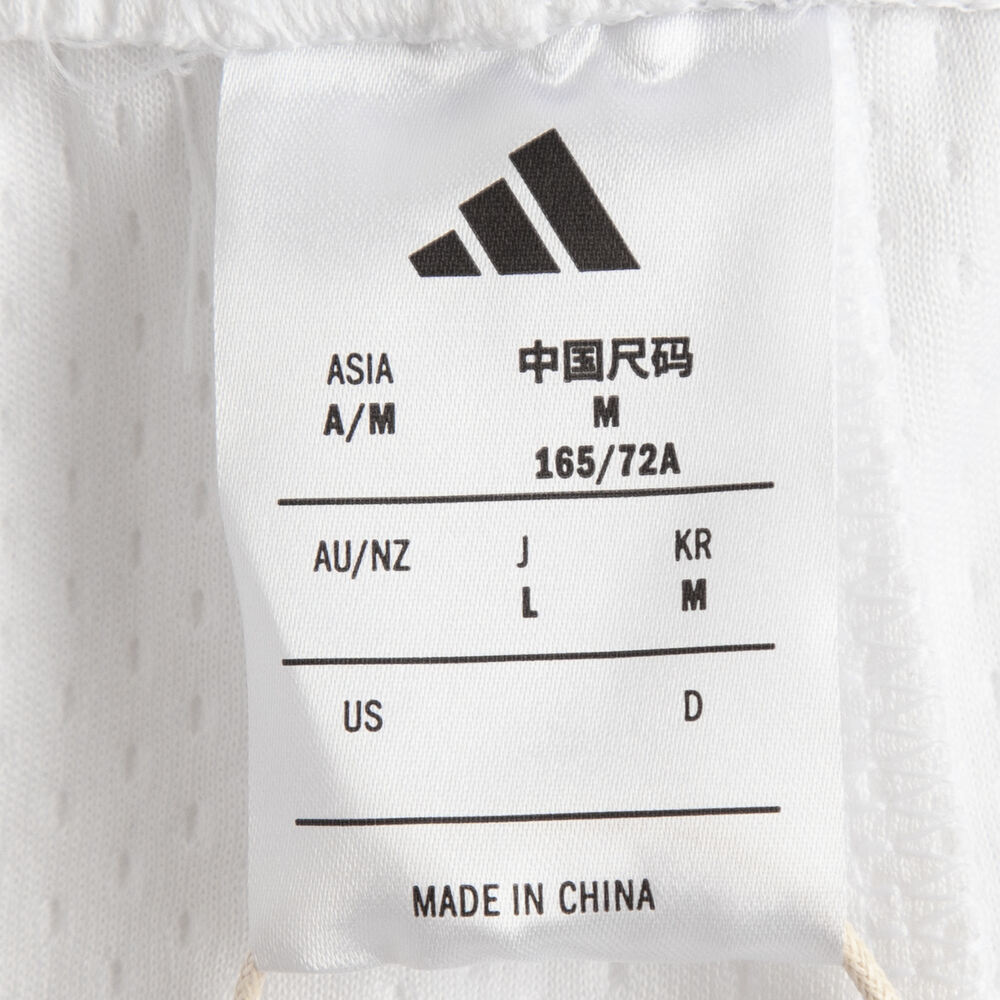 ASIA 中国尺码
A/M M
165/72A
AU/NZ J KR
L M
US D
MADE IN CHINA